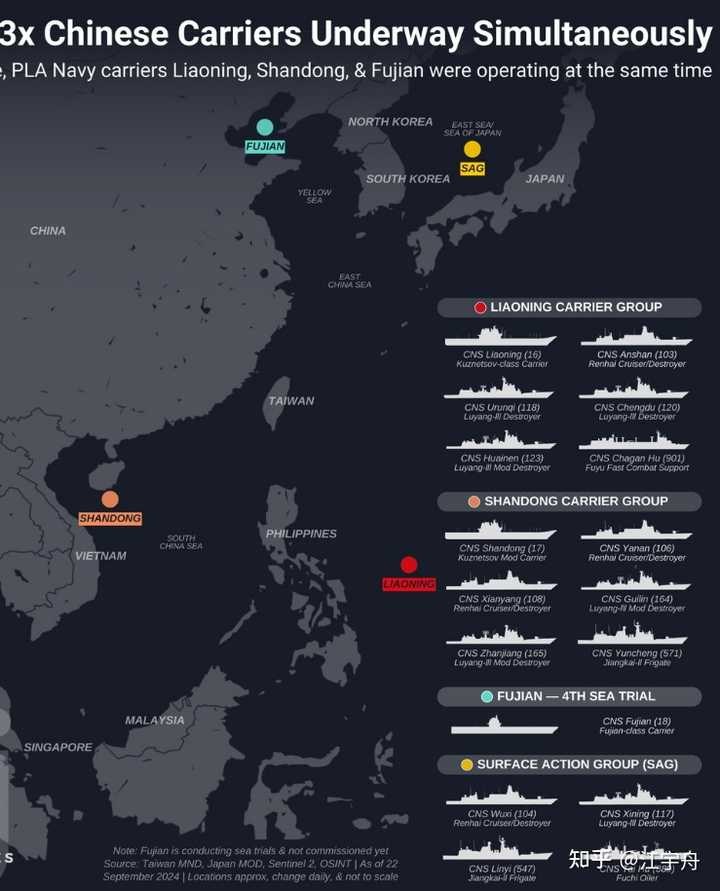 3x Chinese Carriers Underway Simultaneously
, PLA Navy carriers Liaoning, Shandong, & Fujian were operating at the same time
NORTH KOREA
EAST SEA/
SEA OF JAPAN
FUJIAN
SAG
SOUTH KOREA
JAPAN
YELLOW
SEA
CHINA
EAST
CHINA SEA
TAIWAN
SHANDONG
SOUTH
CHINA SEA
PHILIPPINES
VIETNAM
LIAONING
MALAYSIA
SINGAPORE
LIAONING CARRIER GROUP
CNS Liaoning (16)
Kuznetsov-class Carrier
CNS Anshan (103)
Renhai Cruiser/Destroyer
CNS Urunqi (118)
Luyang-III Destroyer
CNS Chengdu (120)
Luyang-III Destroyer
CNS Huainen (123)
Luyang-III Mod Destroyer
CNS Chagan Hu (901)
Fuyu Fast Combat Support
SHANDONG CARRIER GROUP
CNS Shandong (17)
Kuznetsov Mod Carrier
CNS Yanan (106)
Renhai Cruiser/Destroyer
CNS Xianyang (108)
Renhai Cruiser/Destroyer
CNS Guilin (164)
Luyang-III Mod Destroyer
CNS Zhanjiang (165)
Luyang-III Mod Destroyer
CNS Yuncheng (571)
Jiangkai-II Frigate
FUJIAN — 4TH SEA TRIAL
CNS Fujian (18)
Fujian-class Carrier
SURFACE ACTION GROUP (SAG)
CNS Wuxi (104)
Renhai Cruiser/Destroyer
CNS Xining (117)
Luyang-III Destroyer
CNS Linyi (547)
Jiangkai-II Frigate
CNS
Fuchi Oiler
Note: Fujian is conducting sea trials & not commissioned yet
Source: Taiwan MND, Japan MOD, Sentinel 2, OSINT | As of 22
September 2024 | Locations approx, change daily, & not to scale
知乎 @江宇舟